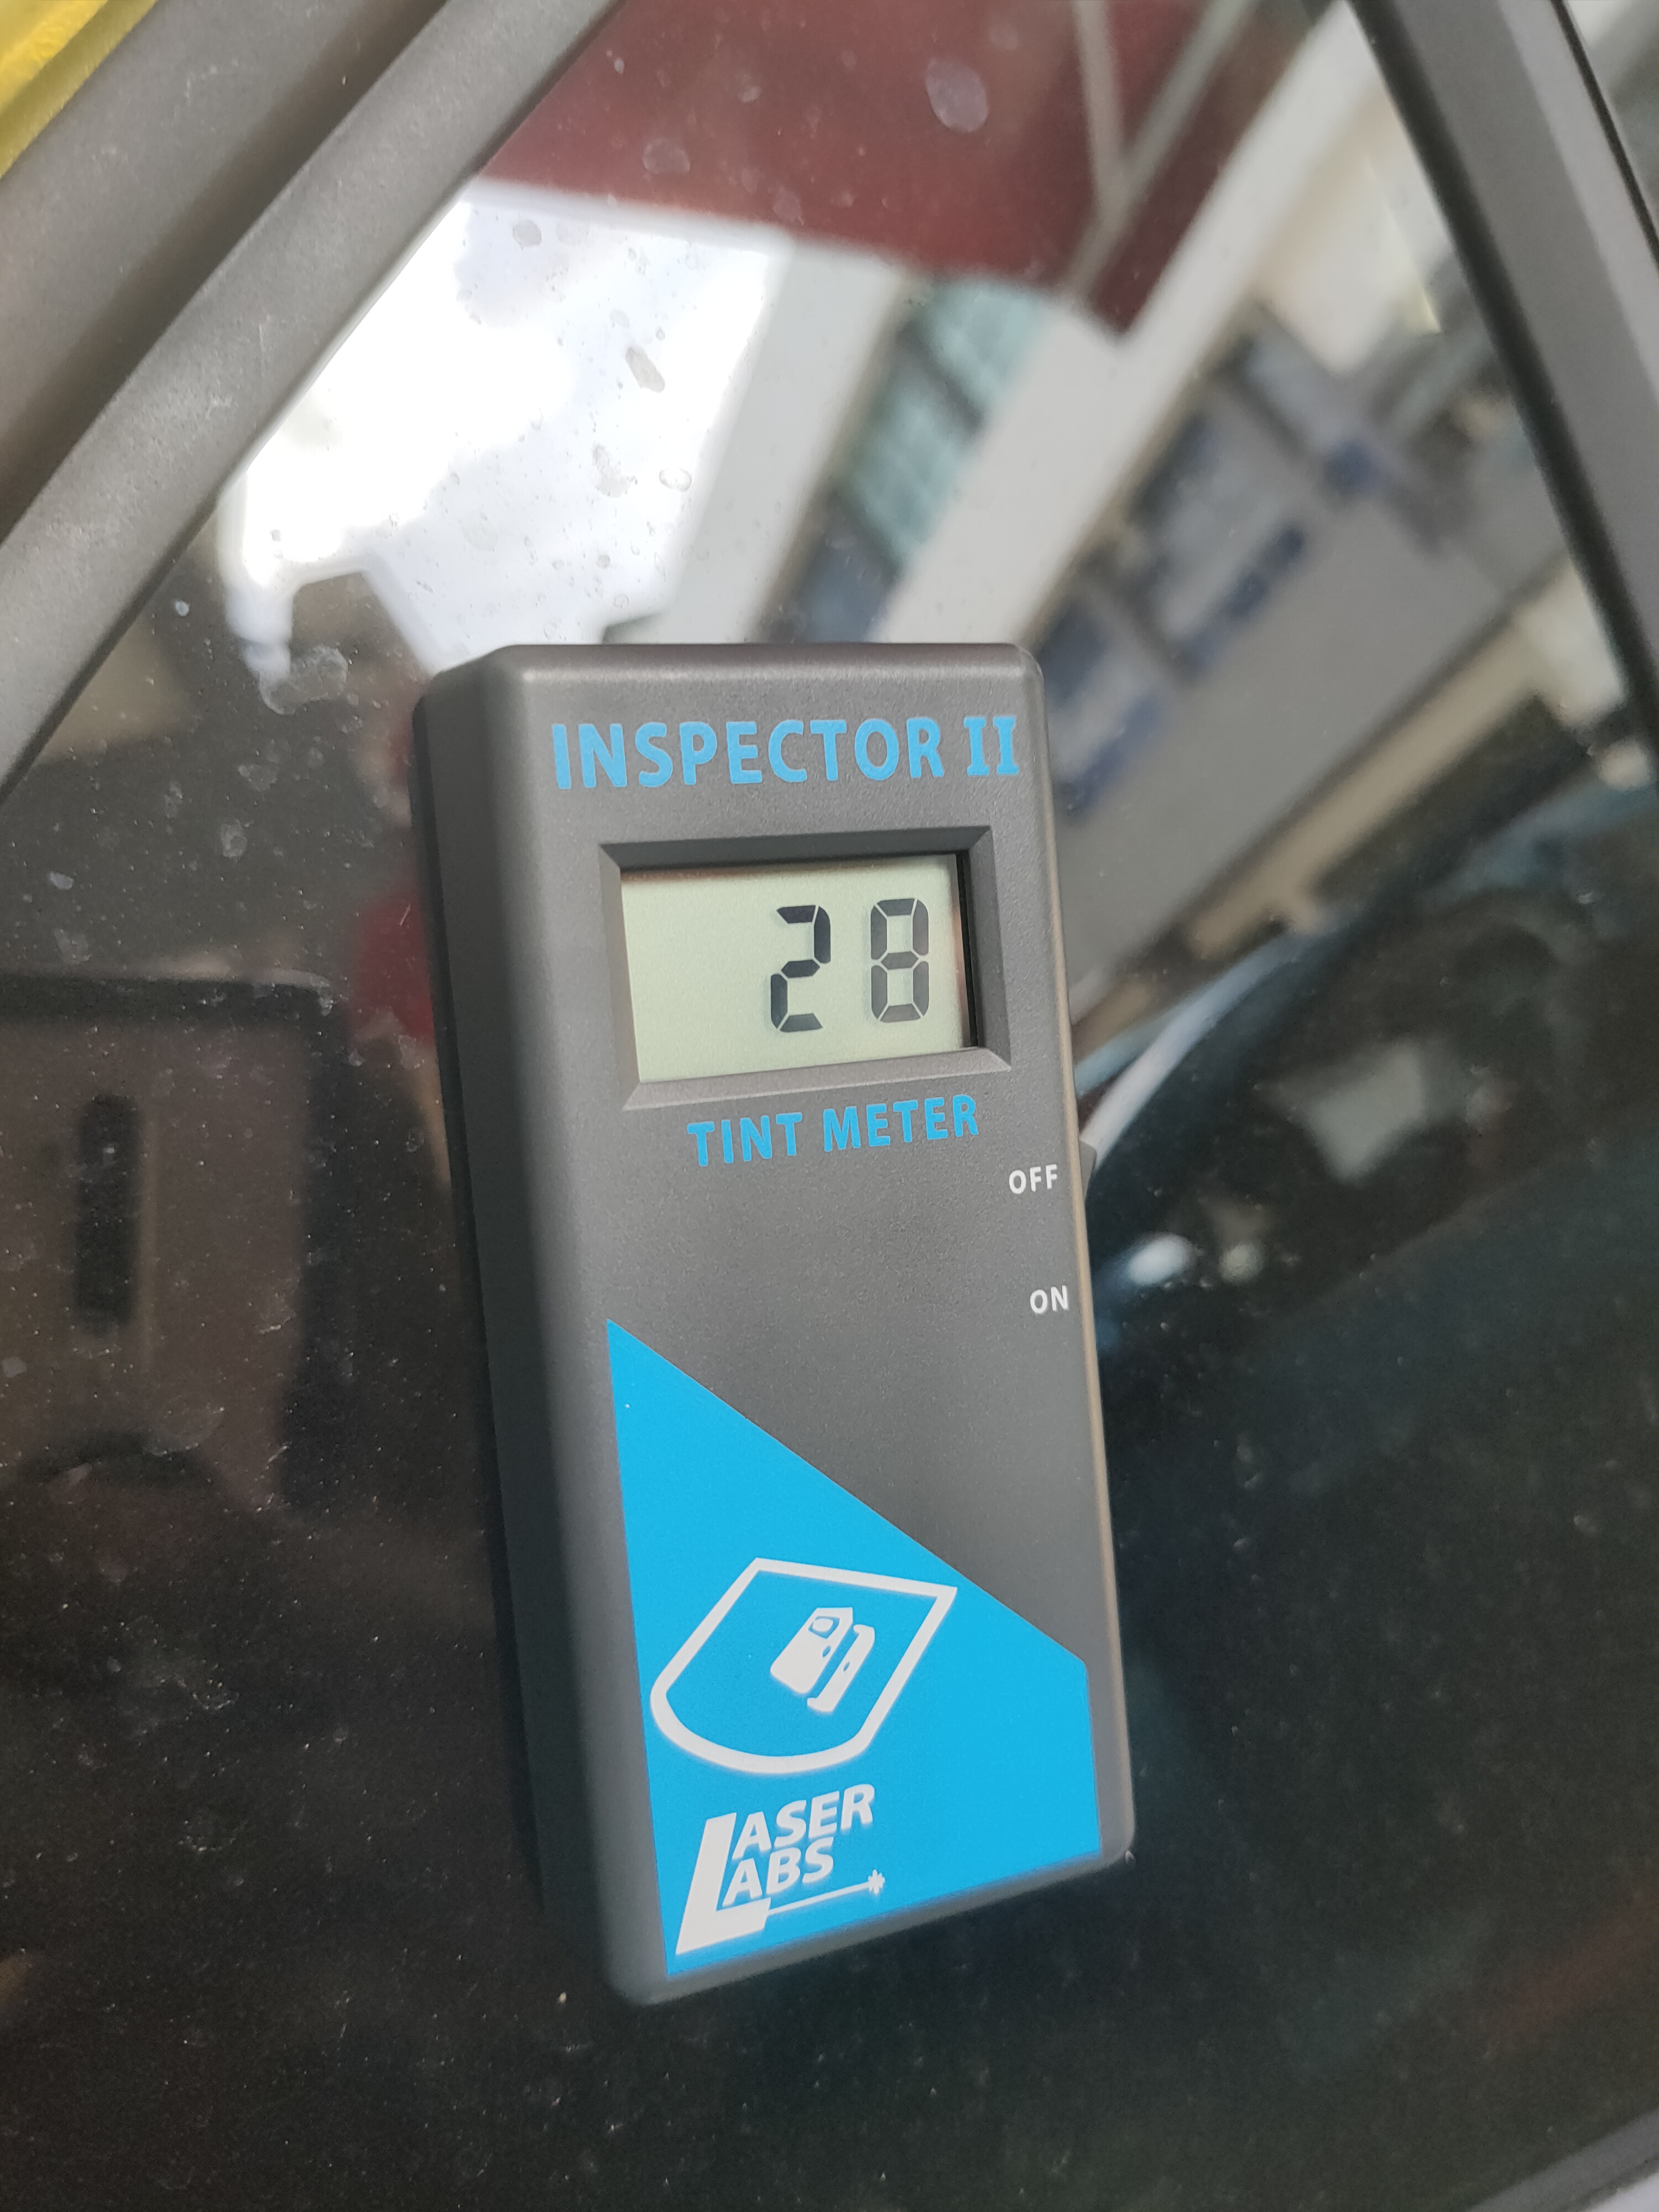 INSPECTOR II
28
TINT METER
OFF
ON
LASER
LABS